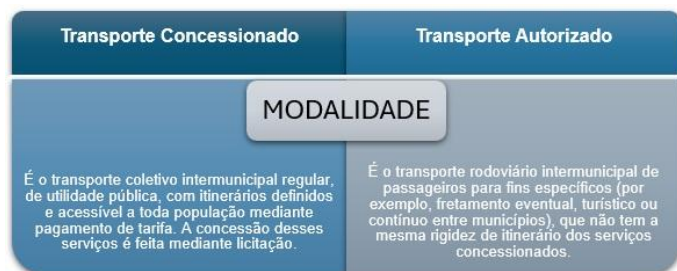 Transporte Concessionado
Transporte Autorizado
MODALIDADE
É o transporte coletivo intermunicipal regular,
de utilidade pública, com itinerários definidos
e acessível a toda população mediante
pagamento de tarifa. A concessão desses
serviços é feita mediante licitação.
É o transporte rodoviário intermunicipal de
passageiros para fins específicos (por
exemplo, fretamento eventual, turístico ou
contínuo entre municípios), que não tem a
mesma rigidez de itinerário dos serviços
concessionados.